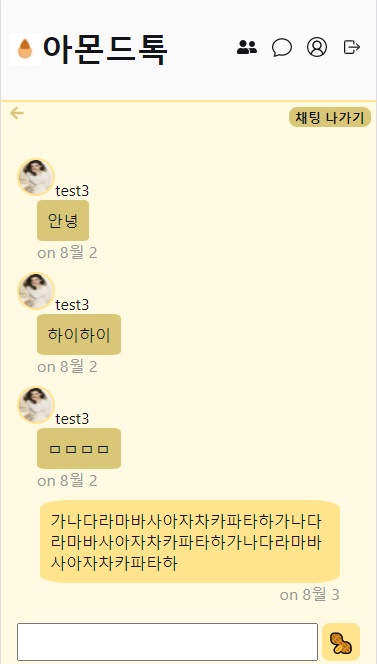 아몬드톡
채팅 나가기
test3
안녕
on 8월 2
test3
하이하이
on 8월 2
test3
ㅁㅁㅁㅁ
on 8월 2
가나다라마바사아자차카파타하가나다
라마바사아자차카파타하가나다라마바
사아자차카파타하
on 8월 3